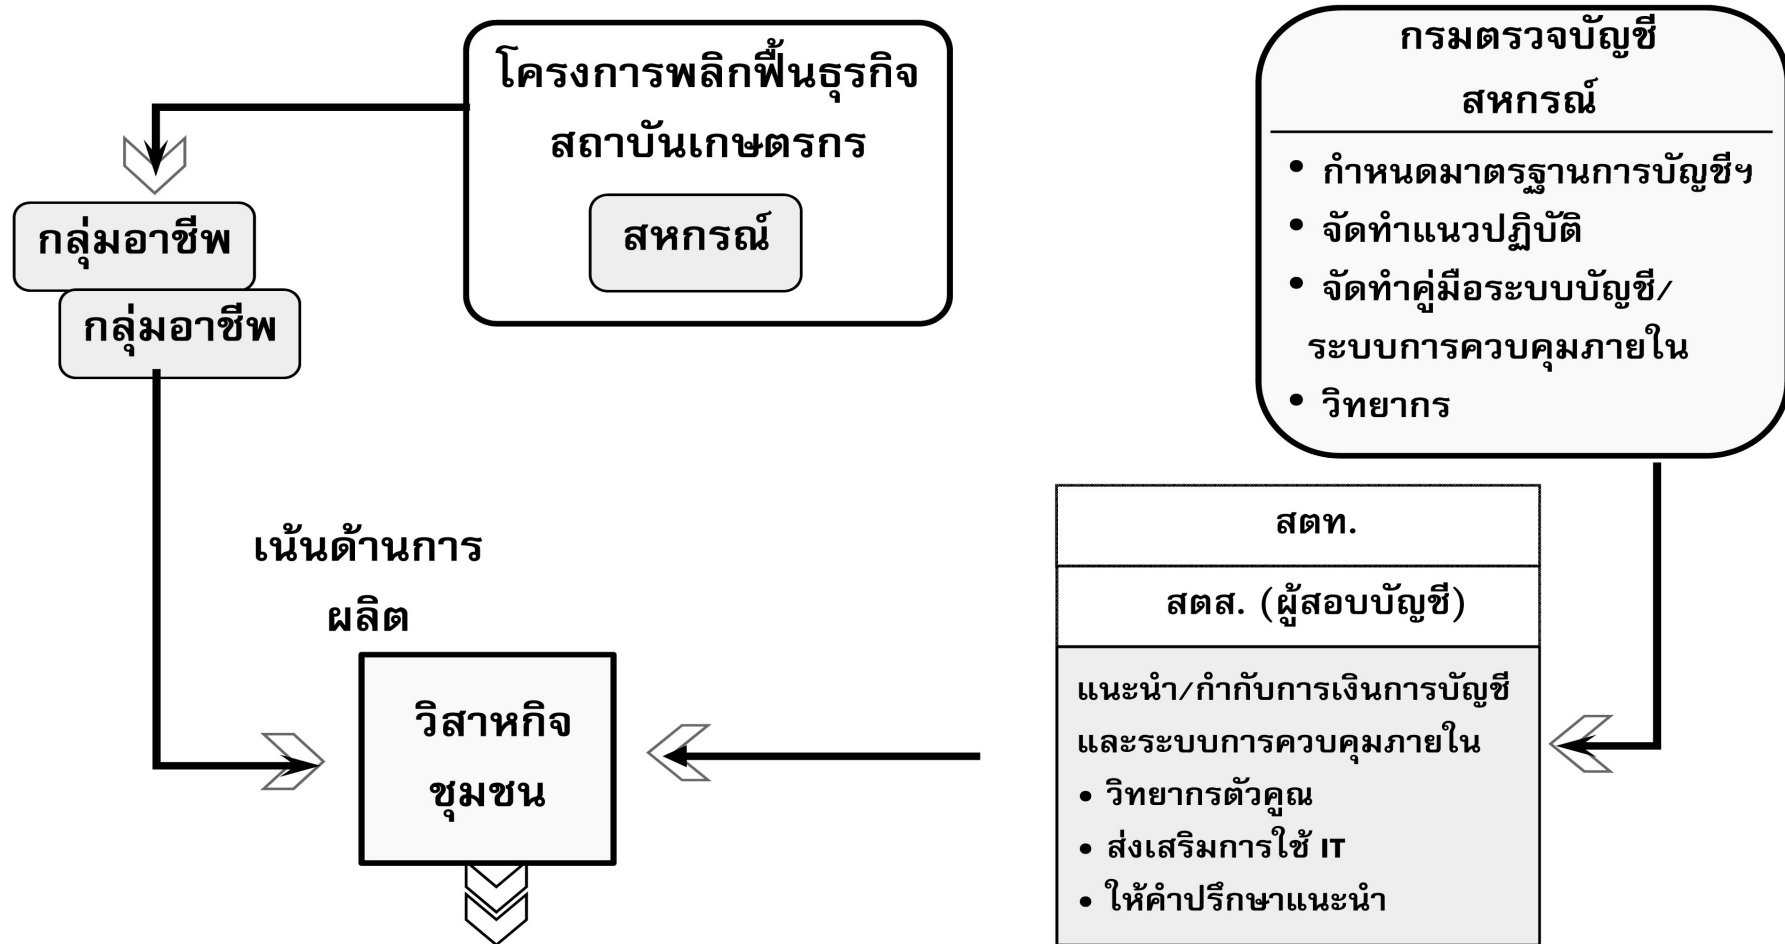 โครงการพลิกฟื้นธุรกิจ
สถาบันเกษตรกร
สหกรณ์
กลุ่มอาชีพ
กลุ่มอาชีพ
เน้นด้านการ
ผลิต
วิสาหกิจ
ชุมชน
กรมตรวจบัญชี
สหกรณ์
• กำหนดมาตรฐานการบัญชีฯ
• จัดทำแนวปฏิบัติ
• จัดทำคู่มือระบบบัญชี/
ระบบการควบคุมภายใน
• วิทยากร
สตท.
สตส. (ผู้สอบบัญชี)
แนะนำ/กำกับการเงินการบัญชี
และระบบการควบคุมภายใน
• วิทยากรตัวคูณ
• ส่งเสริมการใช้ IT
• ให้คำปรึกษาแนะนำ